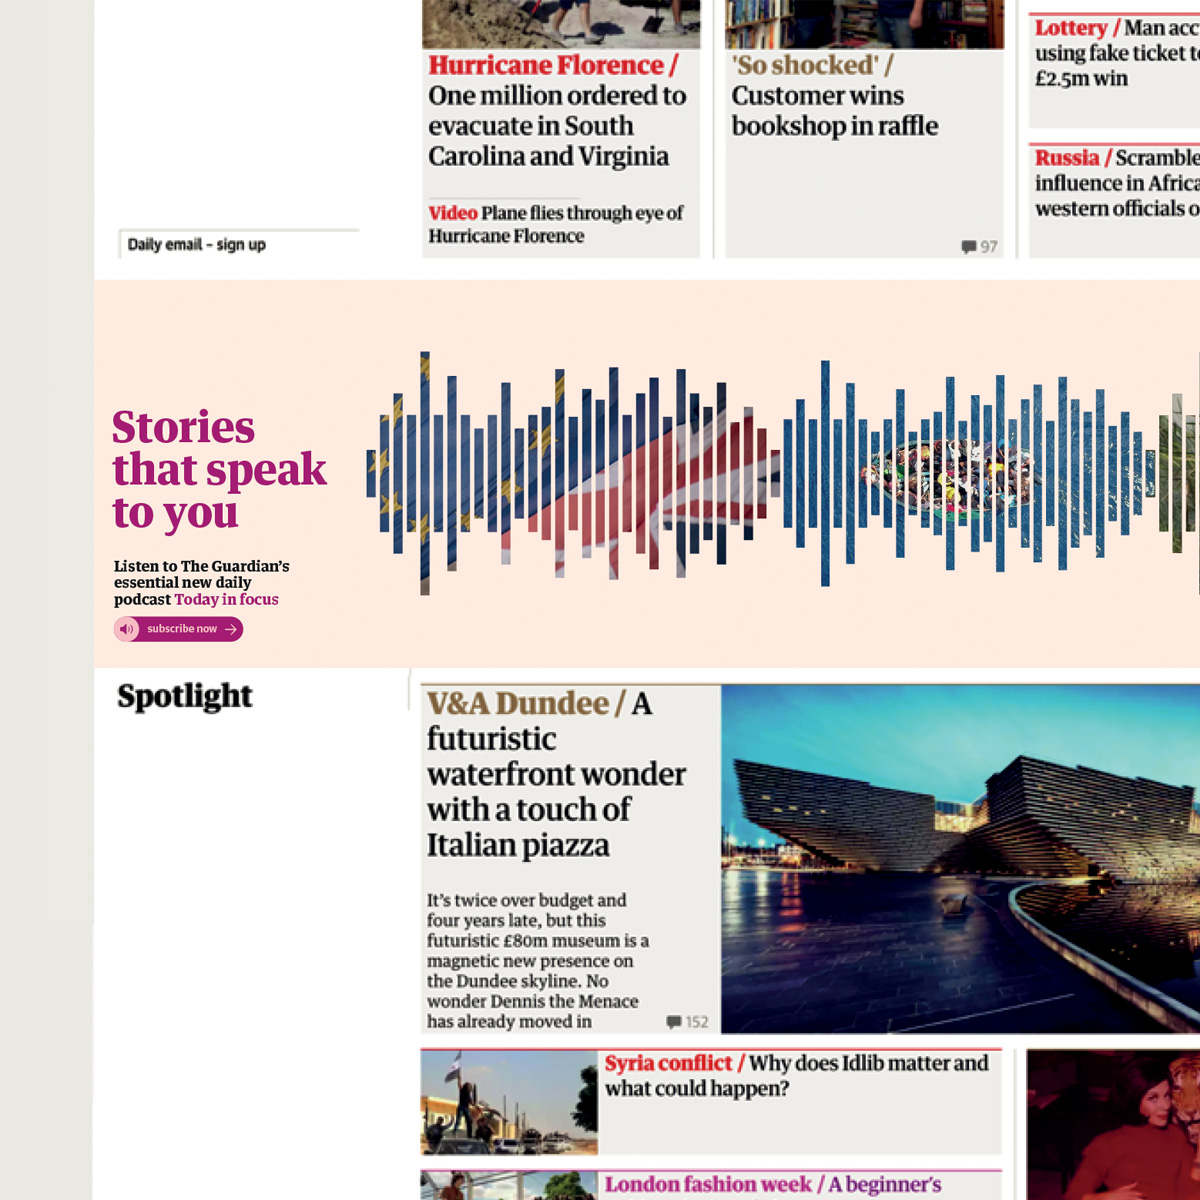 Hurricane Florence /
One million ordered to
evacuate in South
Carolina and Virginia
Video Plane flies through eye of
Hurricane Florence
'So shocked' /
Customer wins
bookshop in raffle
97
Lottery / Man acc
using fake ticket t
£2.5m win
Russia / Scramble
influence in Africa
western officials o
Daily email – sign up
Stories
that speak
to you
Listen to The Guardian's
essential new daily
podcast Today in focus
subscribe now
Spotlight
V&A Dundee / A
futuristic
waterfront wonder
with a touch of
Italian piazza
It's twice over budget and
four years late, but this
futuristic £80m museum is a
magnetic new presence on
the Dundee skyline. No
wonder Dennis the Menace
has already moved in
152
Syria conflict / Why does Idlib matter and
what could happen?
London fashion week / A beginner's